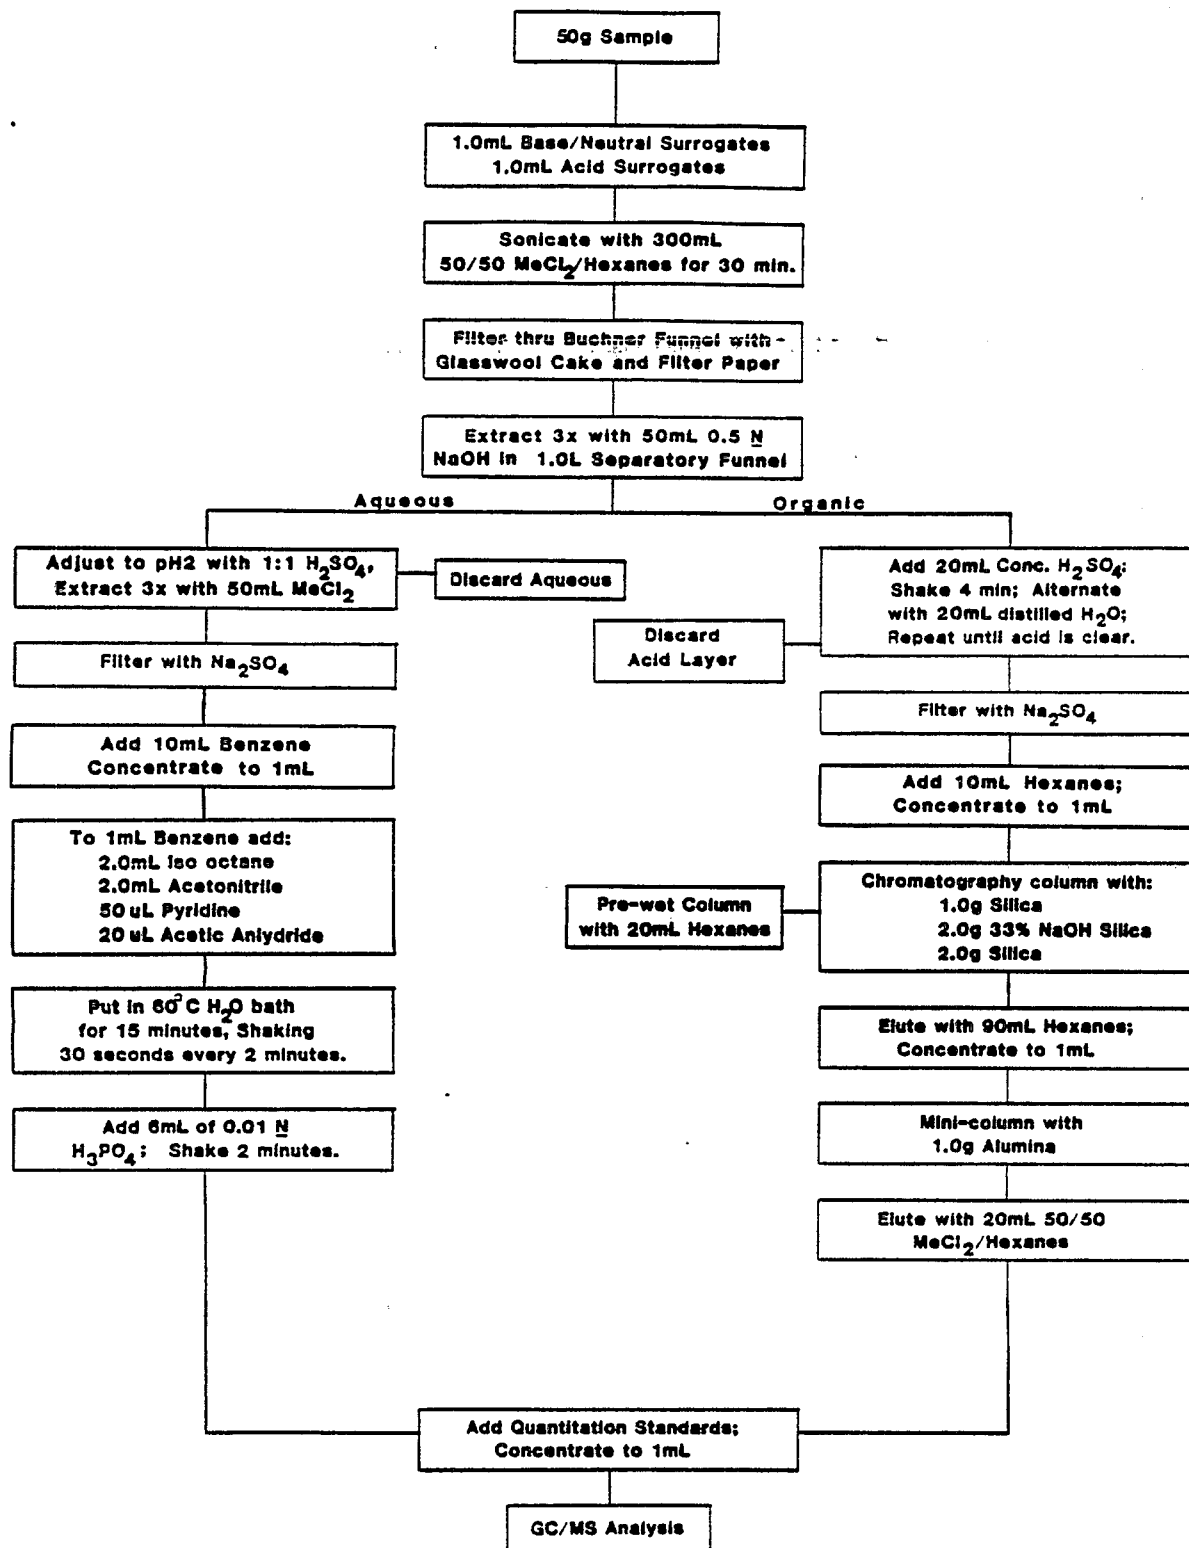 50g Sample
1.0mL Base/Neutral Surrogates
1.0mL Acid Surrogates
Sonicate with 300mL
50/50 MeCl2/Hexanes for 30 min.
Filter thru Buchner Funnel with
Glasswool Cake and Filter Paper
Extract 3x with 50mL 0.5 N
NaOH in 1.0L Separatory Funnel
Aqueous
Organic
Adjust to pH2 with 1:1 H2SO4,
Extract 3x with 50mL MeCl2
Discard Aqueous
Filter with Na2SO4
Add 10mL Benzene
Concentrate to 1mL
To 1mL Benzene add:
2.0mL Iso octane
2.0mL Acetonitrile
50 uL Pyridine
20 uL Acetic Anlydride
Put in 60°C H2O bath
for 15 minutes, Shaking
30 seconds every 2 minutes.
Add 6mL of 0.01 N
H3PO4; Shake 2 minutes.
Add 20mL Conc. H2SO4;
Shake 4 min; Alternate
with 20mL distilled H2O;
Repeat until acid is clear.
Discard
Acid Layer
Filter with Na2SO4
Add 10mL Hexanes;
Concentrate to 1mL
Chromatography column with:
1.0g Silica
2.0g 33% NaOH Silica
2.0g Silica
Pre-wet Column
with 20mL Hexanes
Elute with 90mL Hexanes;
Concentrate to 1mL
Mini-column with
1.0g Alumina
Elute with 20mL 50/50
MeCl2/Hexanes
Add Quantitation Standards;
Concentrate to 1mL
GC/MS Analysis